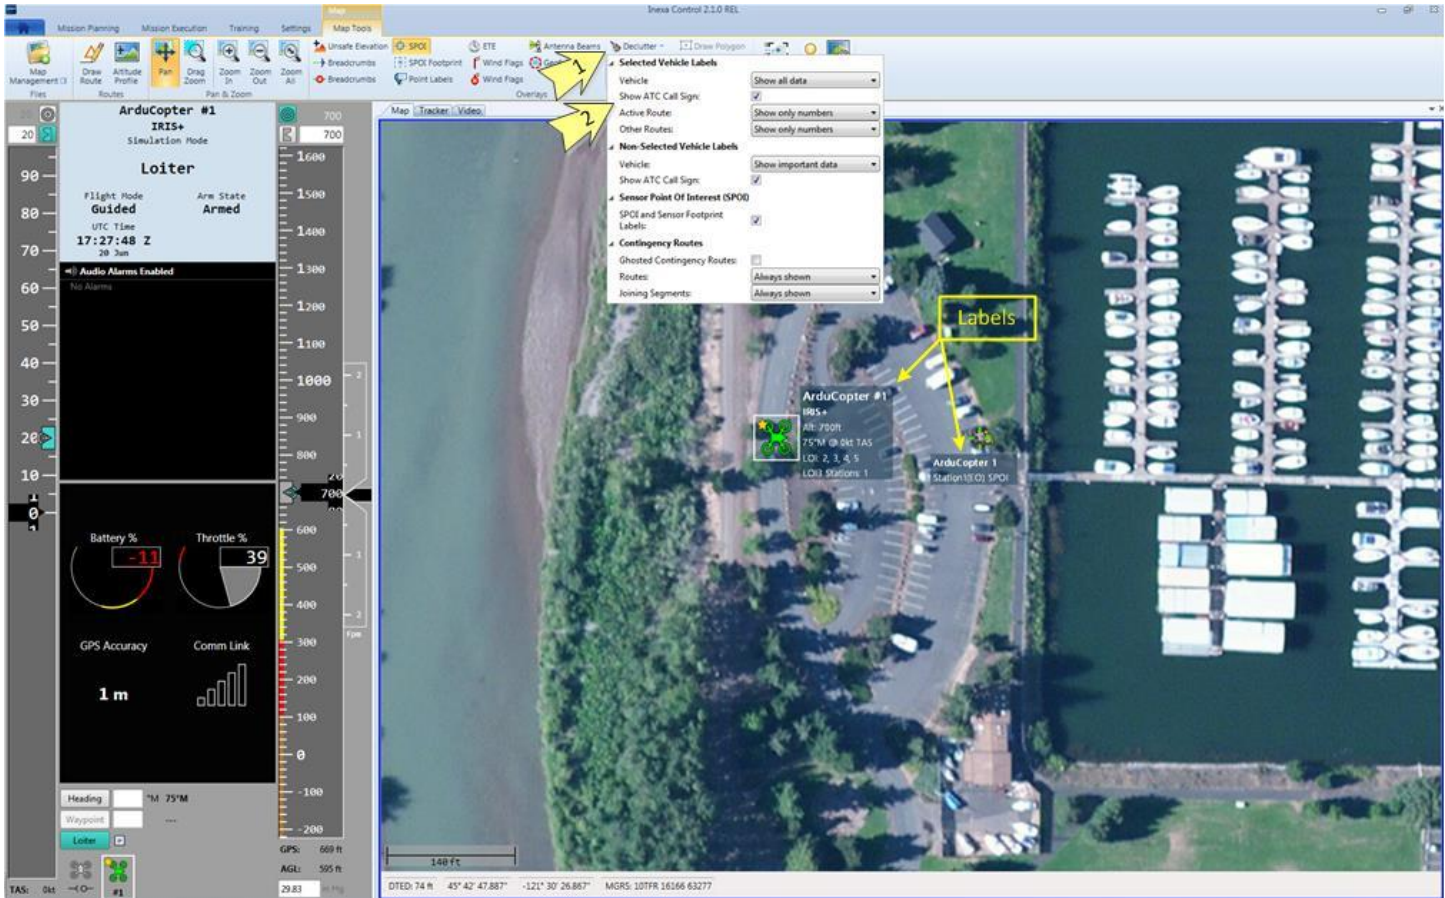 Inexa Control 2.1.0 REL
Map
Mission Planning Mission Execution Training Settings Map Tools
Map Management
Draw Route
Altitude Profile
Pan
Drag Zoom
Zoom In
Zoom Out
Zoom All
Unsafe Elevation SPOI ETE Antenna Beams Declutter Draw Polygon
Breadcrumbs SPOI Footprint Wind Flags
Breadcrumbs Point Labels Wind Flags
Files Routes Pan & Zoom Overlays
1
2
Selected Vehicle Labels
Vehicle Show all data
Show ATC Call Sign:
Active Route: Show only numbers
Other Routes: Show only numbers
Non-Selected Vehicle Labels
Vehicle: Show important data
Show ATC Call Sign:
Sensor Point Of Interest (SPOI)
SPOI and Sensor Footprint
Labels:
Contingency Routes
Ghosted Contingency Routes:
Routes: Always shown
Joining Segments: Always shown
Map Tracker Video
20
ArduCopter #1
IRIS+
Simulation Mode
Loiter
Flight Mode Arm State
Guided Armed
UTC Time
17:27:48 Z
20 Jun
700
700
Audio Alarms Enabled
No Alarms
90
80
70
60
50
40
30
20
10
0
1600
1500
1400
1300
1200
1100
1000
900
800
700
600
500
400
300
200
100
0
-100
-200
2
1
1
2
Fpm
Battery % Throttle %
-11 39
GPS Accuracy Comm Link
1 m
Heading °M 75°M
Waypoint ---
Loiter
GPS: 669 ft
AGL: 595 ft
29.83 in Hg
TAS: 0kt
#1
Labels
ArduCopter #1
IRIS+
Alt: 700ft
75°M @ 0kt TAS
LOI: 2, 3, 4, 5
LOI3 Stations: 1
ArduCopter 1
Station1(EO) SPOI
140 ft
DTED: 74 ft 45° 42' 47.887" -121° 30' 26.867" MGRS: 10TFR 16166 63277